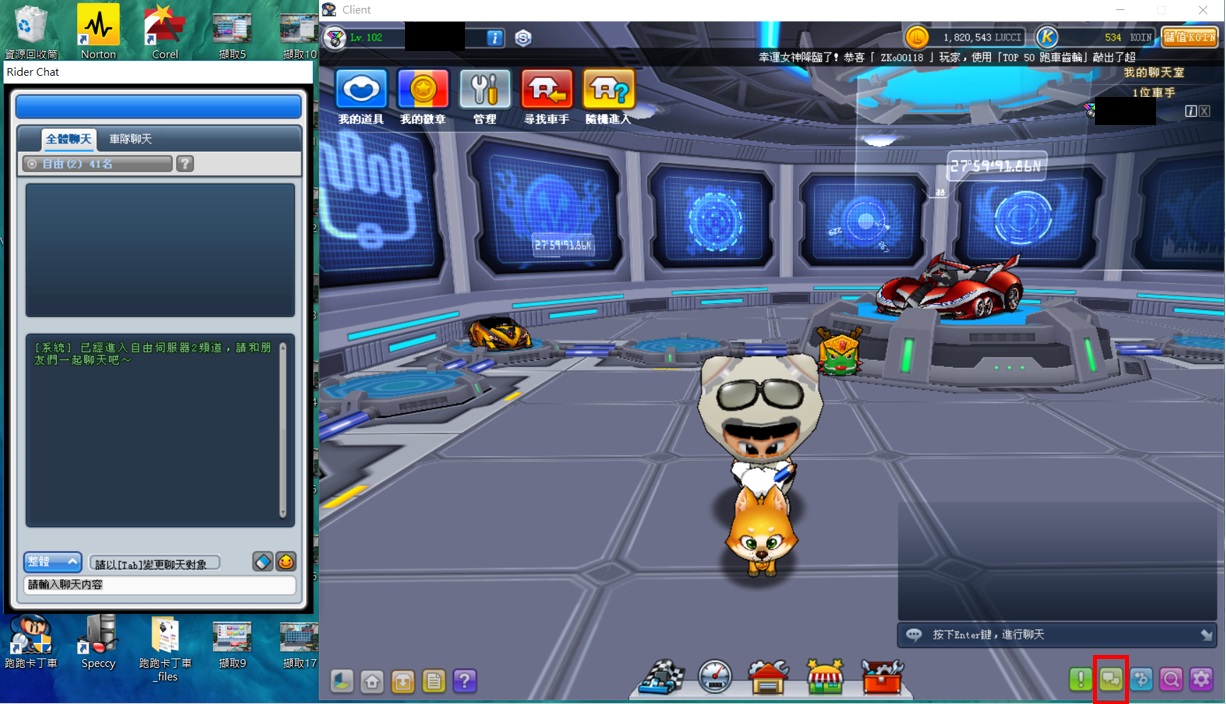 資源回收筒
Norton
Corel
擷取5
擷取10
Rider Chat
全體聊天
車隊聊天
自由(2) 41名
?
[系統] 已經進入自由伺服器2頻道，請和朋
友們一起聊天吧～
整體
請以[Tab]變更聊天對象
請輸入聊天內容
跑跑卡丁車
Speccy
跑跑卡丁車
_files
擷取9
擷取17
Client
Lv. 102
i
S
1,820,543 LUCCI
K
534 KOIN
儲值KOIN
幸運女神降臨了! 恭喜「 ZKo00118 」玩家，使用「TOP 50 跑車齒輪」敲出了超
我的聊天室
1位車手
i X
我的道具
我的徽章
管理
尋找車手
隨機進入
27°59'91.86N
27°59'91.86N
按下Enter鍵，進行聊天
?
!